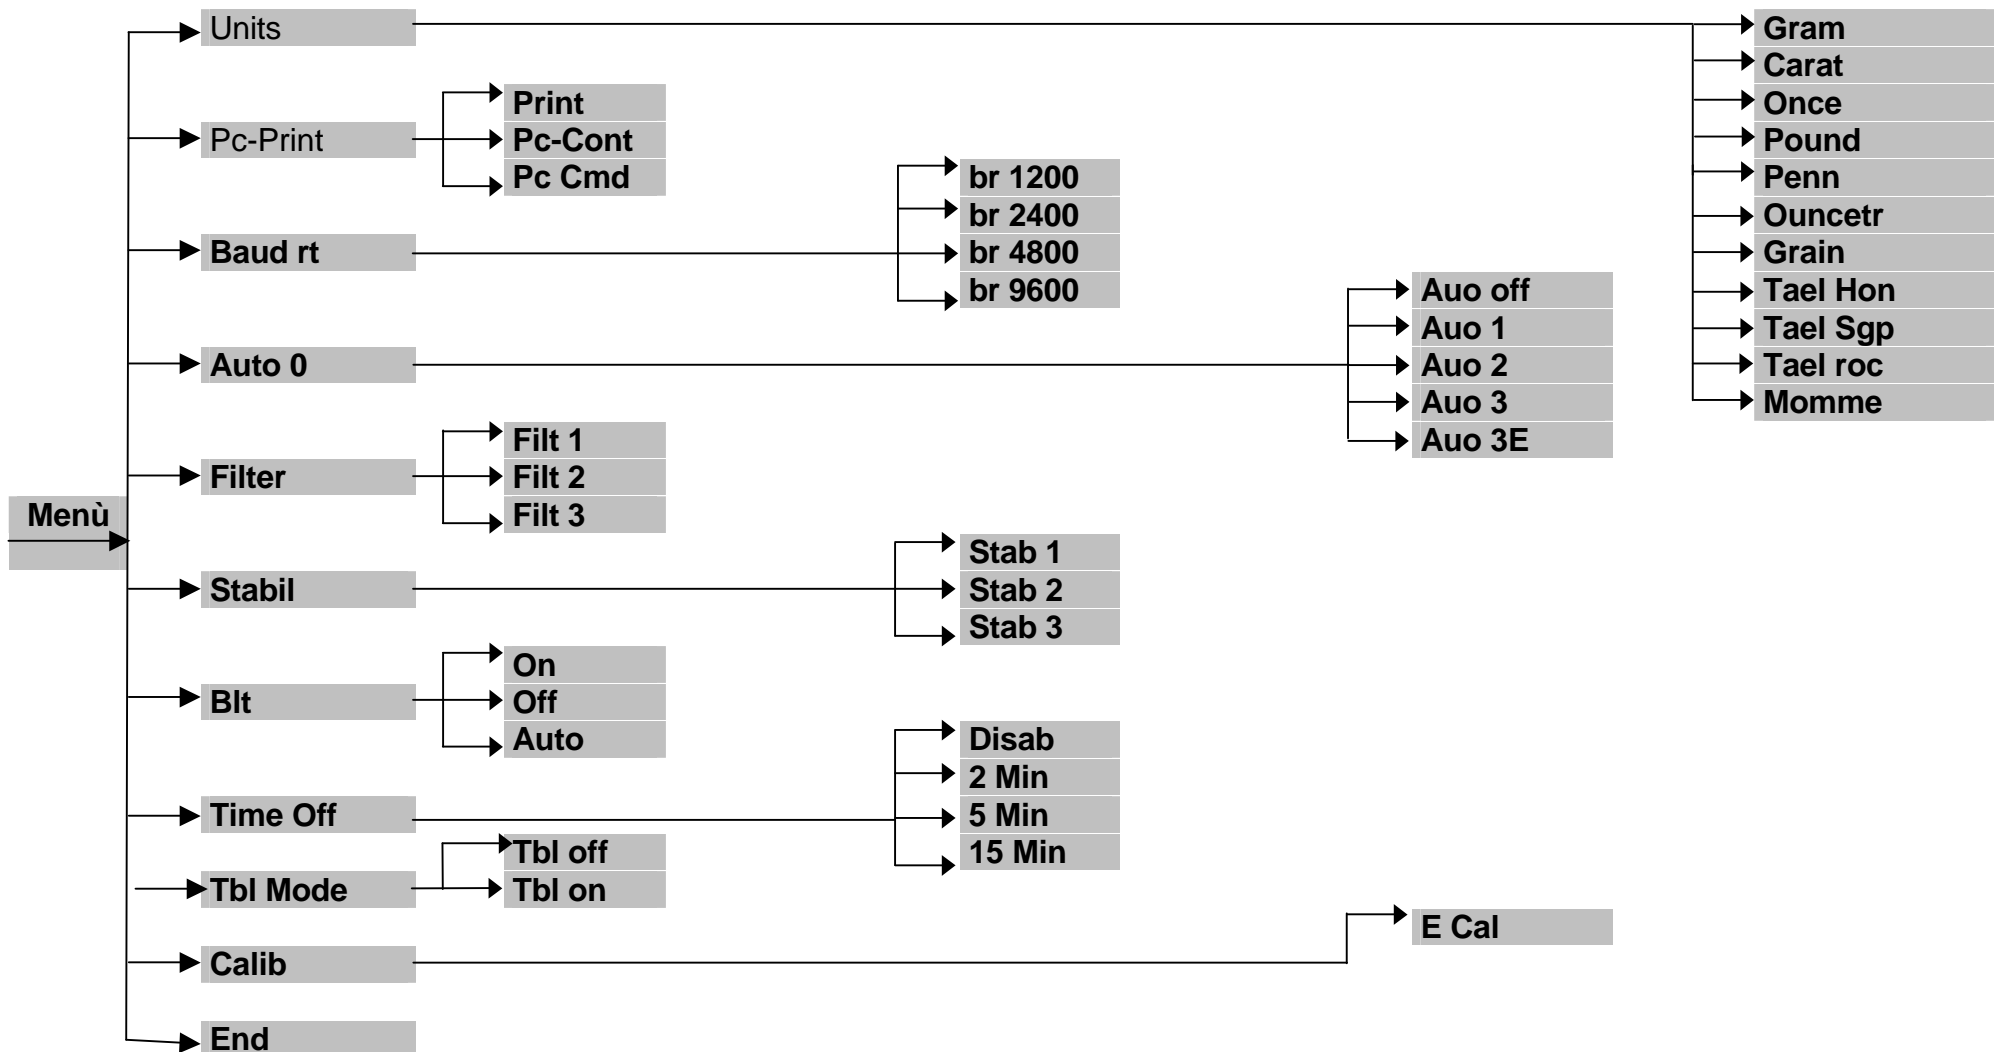 Menù
Units
Gram
Carat
Once
Pound
Penn
Ouncetr
Grain
Tael Hon
Tael Sgp
Tael roc
Momme
Pc-Print
Print
Pc-Cont
Pc Cmd
Baud rt
br 1200
br 2400
br 4800
br 9600
Auto 0
Auo off
Auo 1
Auo 2
Auo 3
Auo 3E
Filter
Filt 1
Filt 2
Filt 3
Stabil
Stab 1
Stab 2
Stab 3
Blt
On
Off
Auto
Time Off
Disab
2 Min
5 Min
15 Min
Tbl Mode
Tbl off
Tbl on
Calib
E Cal
End